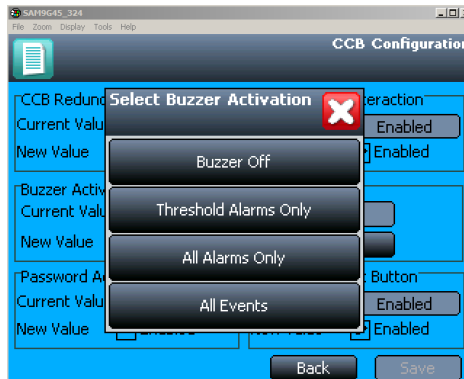 SAM9G45_324
File Zoom Display Tools Help
CCB Configuration
CCB Redund
Select Buzzer Activation
teraction
Current Valu
Enabled
New Value
Enabled
Buzzer Off
Buzzer Activ
Current Valu
Threshold Alarms Only
New Value
All Alarms Only
Password A
Button
Current Valu
All Events
Enabled
New Value
Enabled
Back
Save